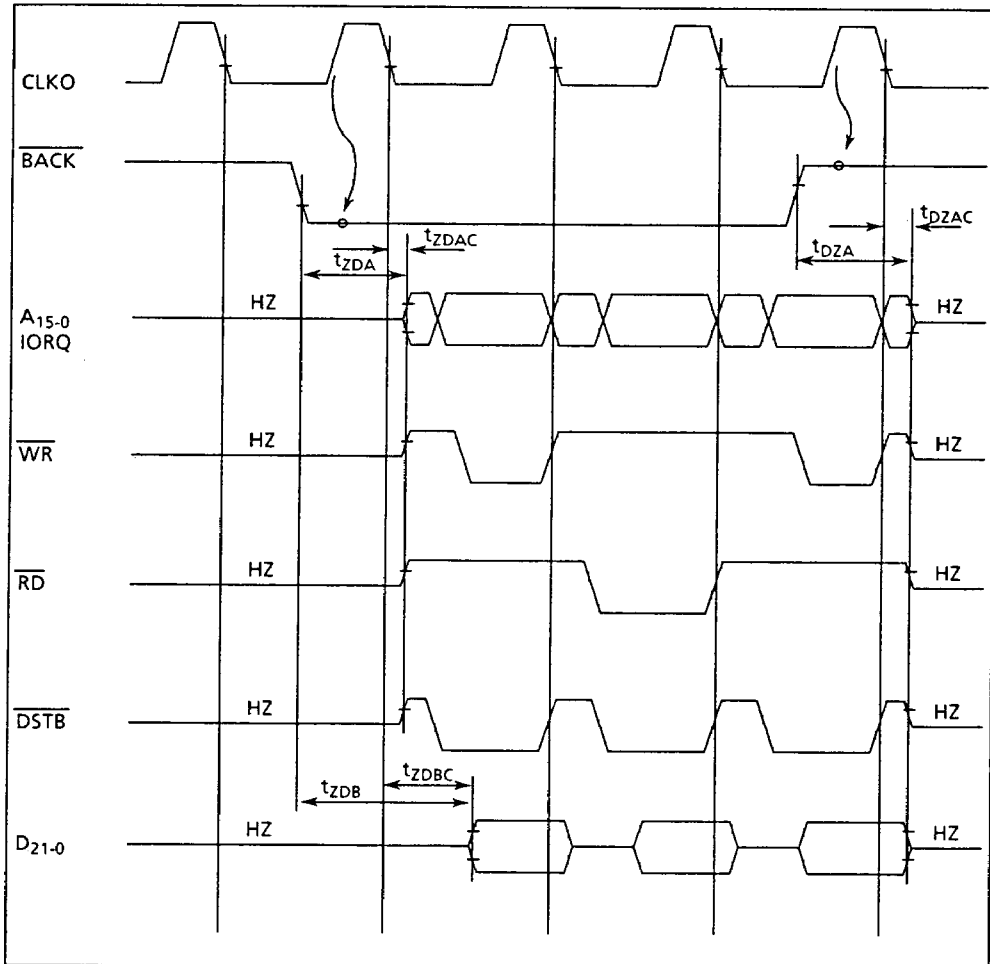 CLKO
BACK
tZDAC
tDZAC
tZDA
tDZA
A15-0
IORQ
HZ
HZ
WR
HZ
HZ
RD
HZ
HZ
DSTB
HZ
HZ
tZDBC
tZDB
D21-0
HZ
HZ